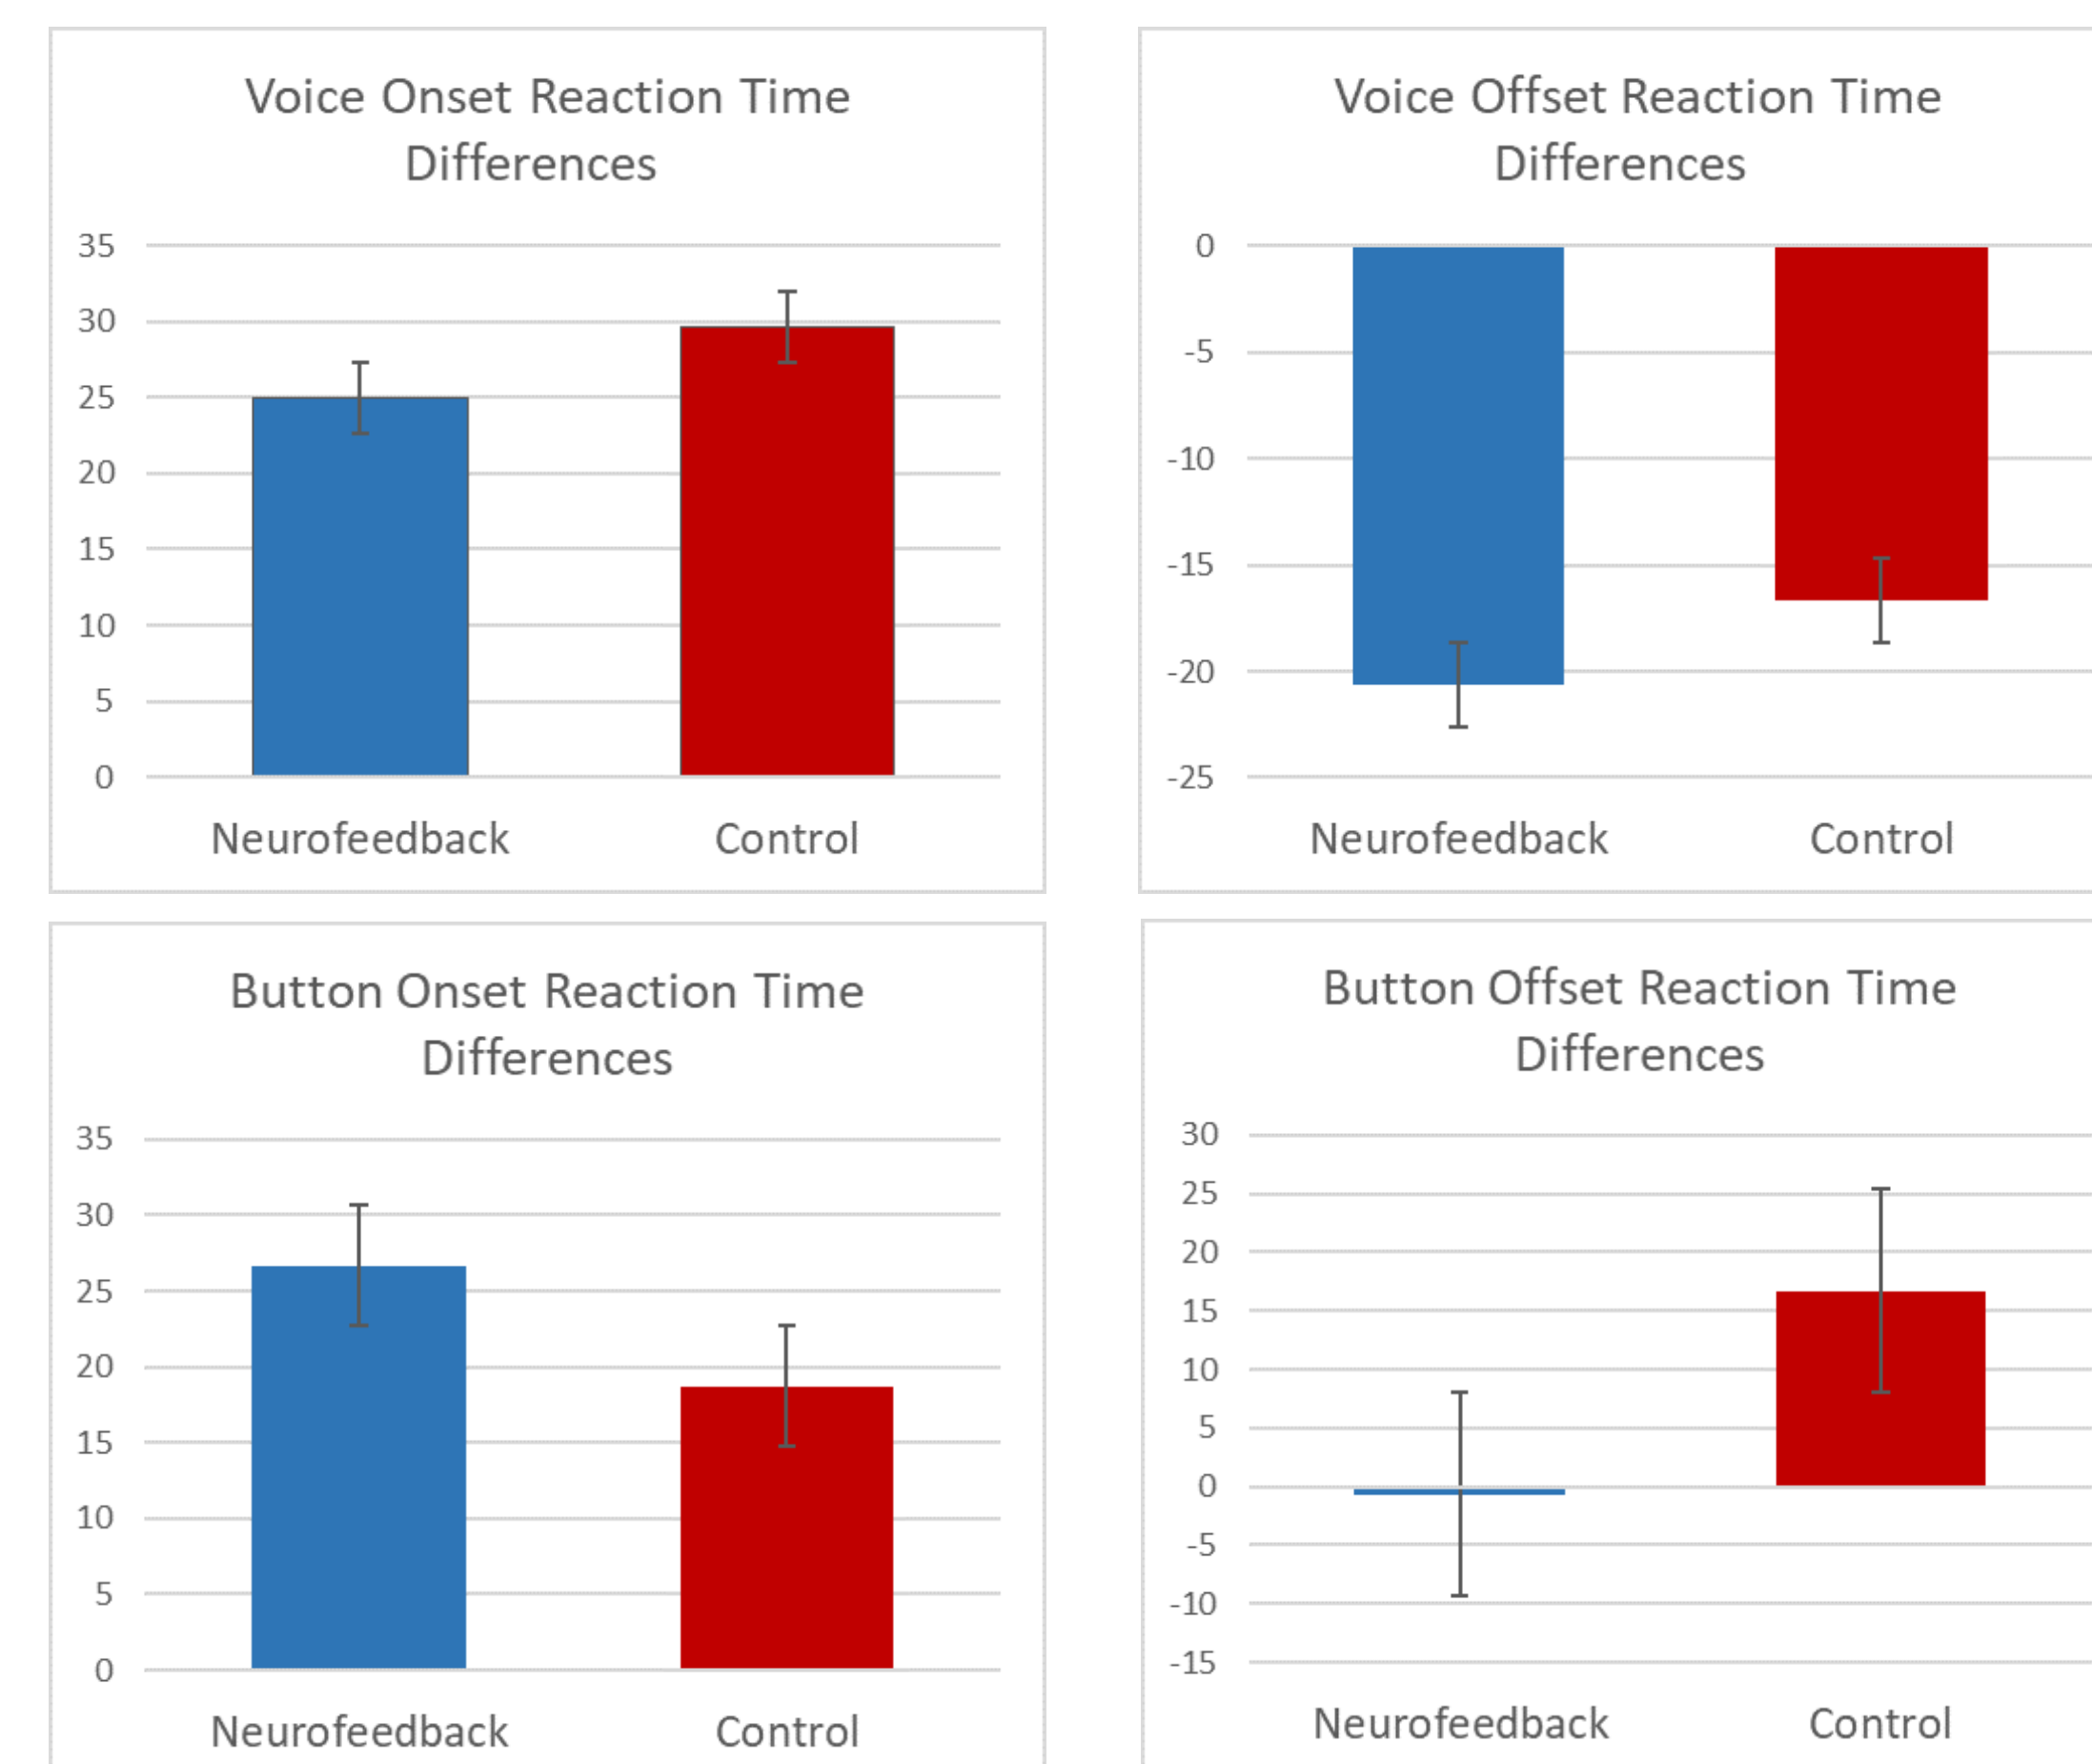 Voice Onset Reaction Time
Differences
35
30
25
20
15
10
5
0
Neurofeedback Control
Voice Offset Reaction Time
Differences
0
-5
-10
-15
-20
-25
Neurofeedback Control
Button Onset Reaction Time
Differences
35
30
25
20
15
10
5
0
Neurofeedback Control
Button Offset Reaction Time
Differences
30
25
20
15
10
5
0
-5
-10
-15
Neurofeedback Control